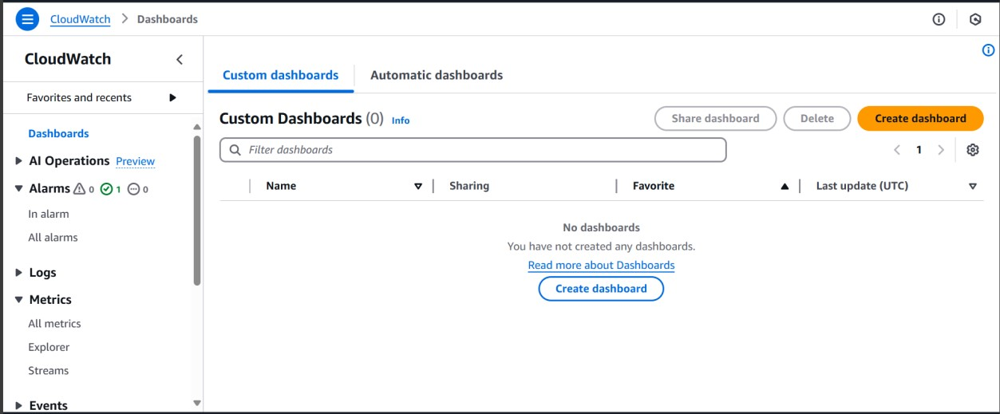 CloudWatch > Dashboards
CloudWatch
Favorites and recents
Dashboards
AI Operations Preview
Alarms 0 1 0
In alarm
All alarms
Logs
Metrics
All metrics
Explorer
Streams
Events
Custom dashboards Automatic dashboards
Custom Dashboards (0) Info
Share dashboard Delete Create dashboard
Filter dashboards
1
Name Sharing Favorite Last update (UTC)
No dashboards
You have not created any dashboards.
Read more about Dashboards
Create dashboard